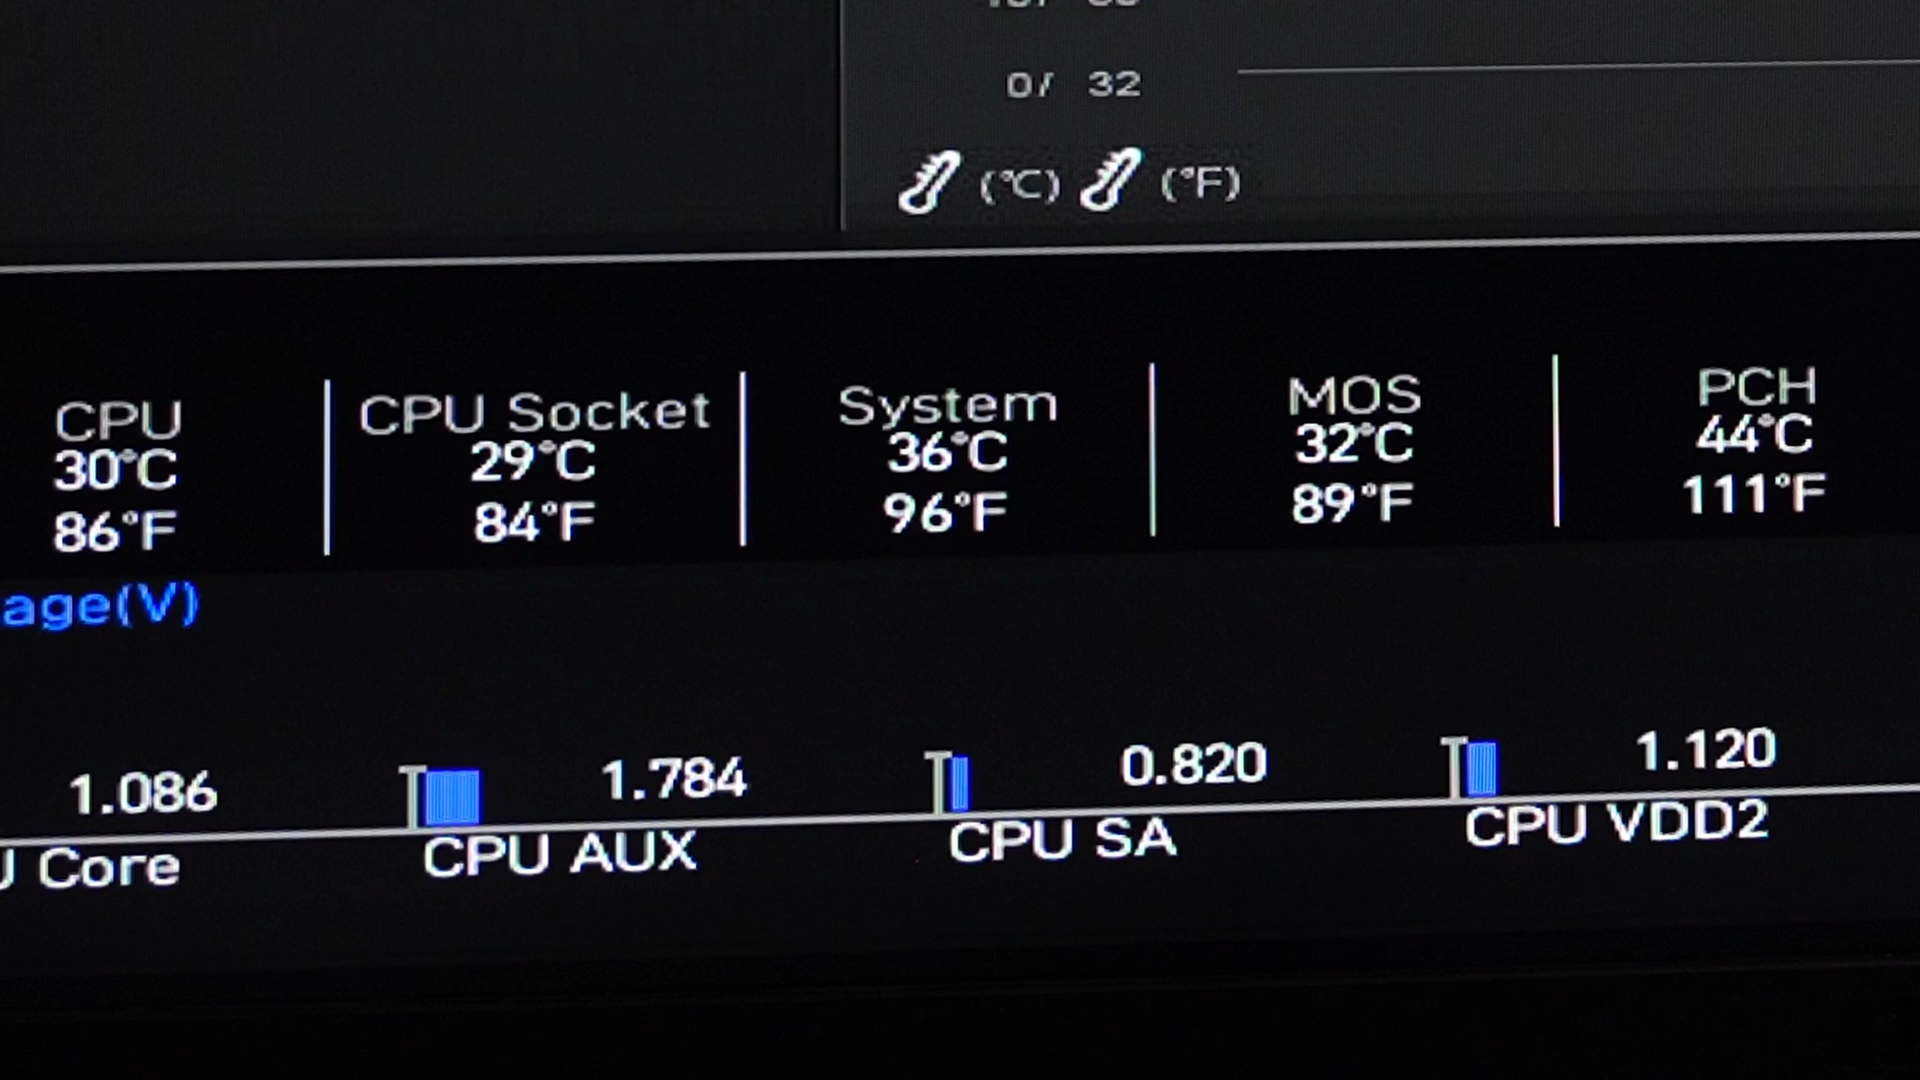 0/ 32
(°C) (°F)
CPU CPU Socket System MOS PCH
30°C 29°C 36°C 32°C 44°C
86°F 84°F 96°F 89°F 111°F
age(V)
1.086 1.784 0.820 1.120
Core CPU AUX CPU SA CPU VDD2